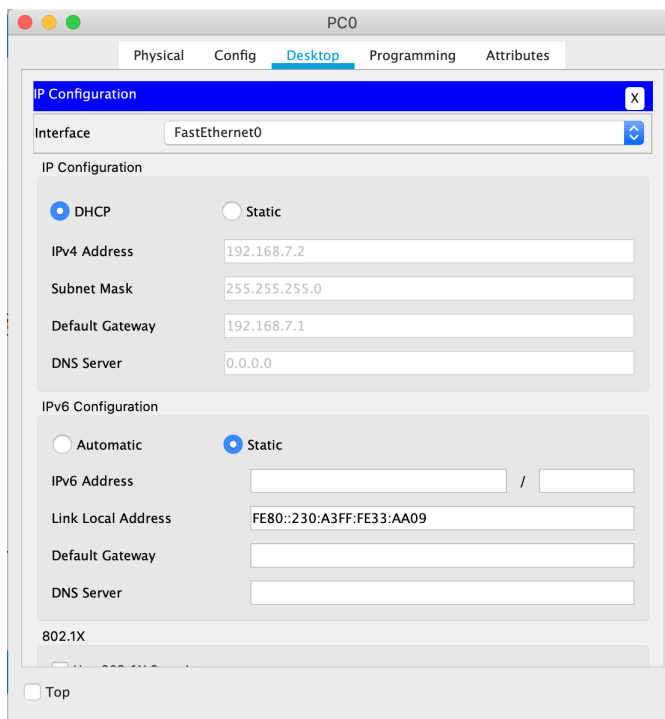 PC0
Physical Config Desktop Programming Attributes
IP Configuration
X
Interface FastEthernet0
IP Configuration
DHCP Static
IPv4 Address 192.168.7.2
Subnet Mask 255.255.255.0
Default Gateway 192.168.7.1
DNS Server 0.0.0.0
IPv6 Configuration
Automatic Static
IPv6 Address /
Link Local Address FE80::230:A3FF:FE33:AA09
Default Gateway
DNS Server
802.1X
Top